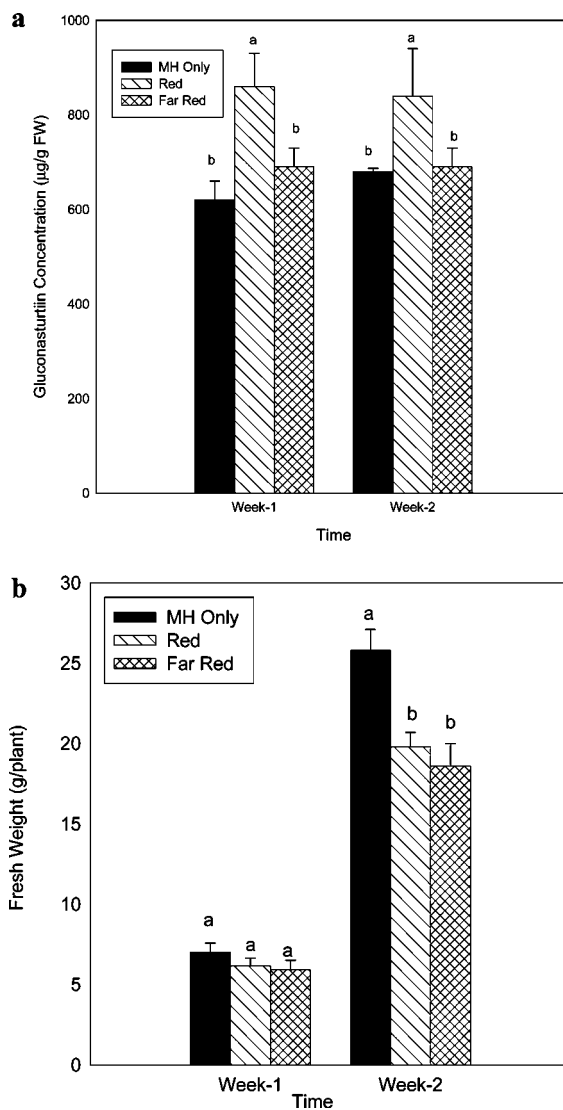 a
1000
800
600
400
200
0
Gluconasturtiin Concentration (µg/g FW)
MH Only
Red
Far Red
b
a
b
b
a
b
Week-1
Week-2
Time
b
30
25
20
15
10
5
0
Fresh Weight (g/plant)
MH Only
Red
Far Red
a
a
a
a
b
b
Week-1
Week-2
Time